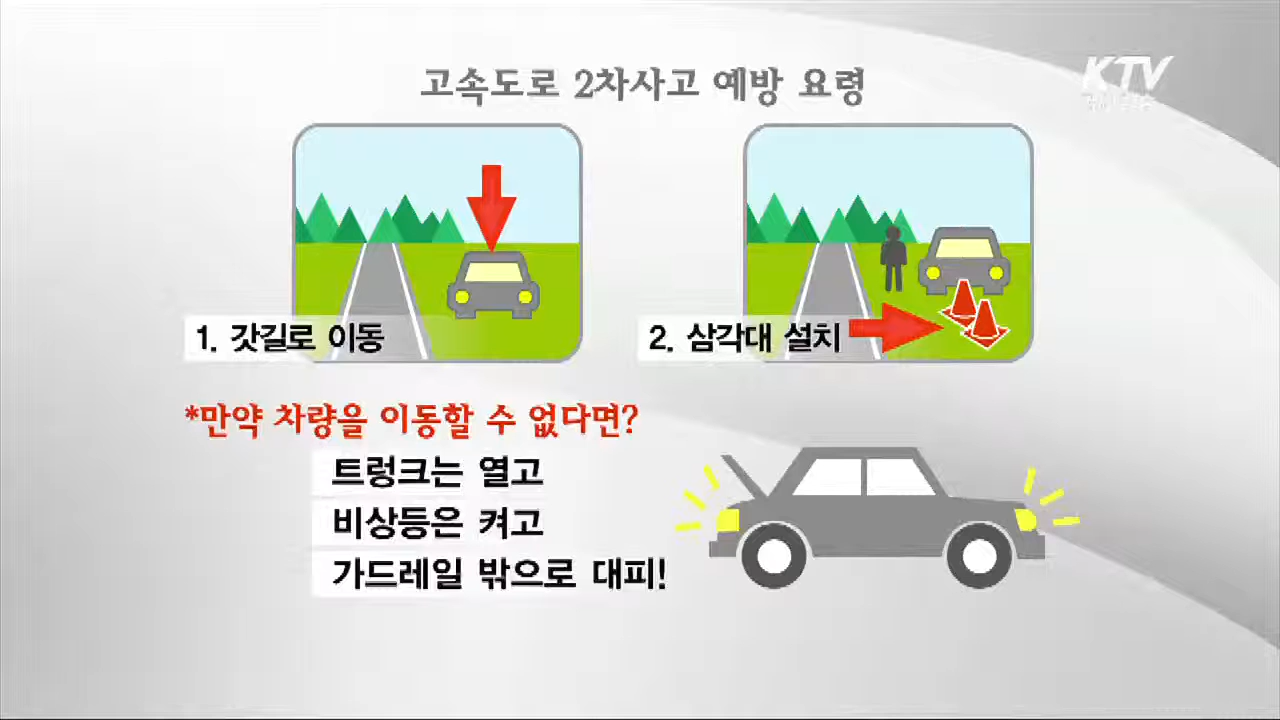 고속도로 2차사고 예방 요령
KTV
1. 갓길로 이동
2. 삼각대 설치
*만약 차량을 이동할 수 없다면?
트렁크는 열고
비상등은 켜고
가드레일 밖으로 대피!